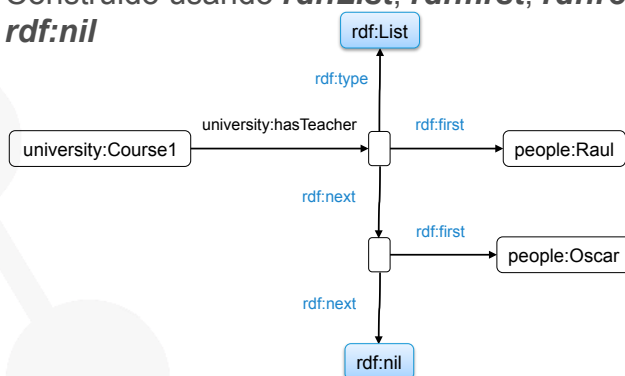 rdf:nil
rdf:List
rdf:type
university:hasTeacher
rdf:first
university:Course1
people:Raul
rdf:next
rdf:first
people:Oscar
rdf:next
rdf:nil